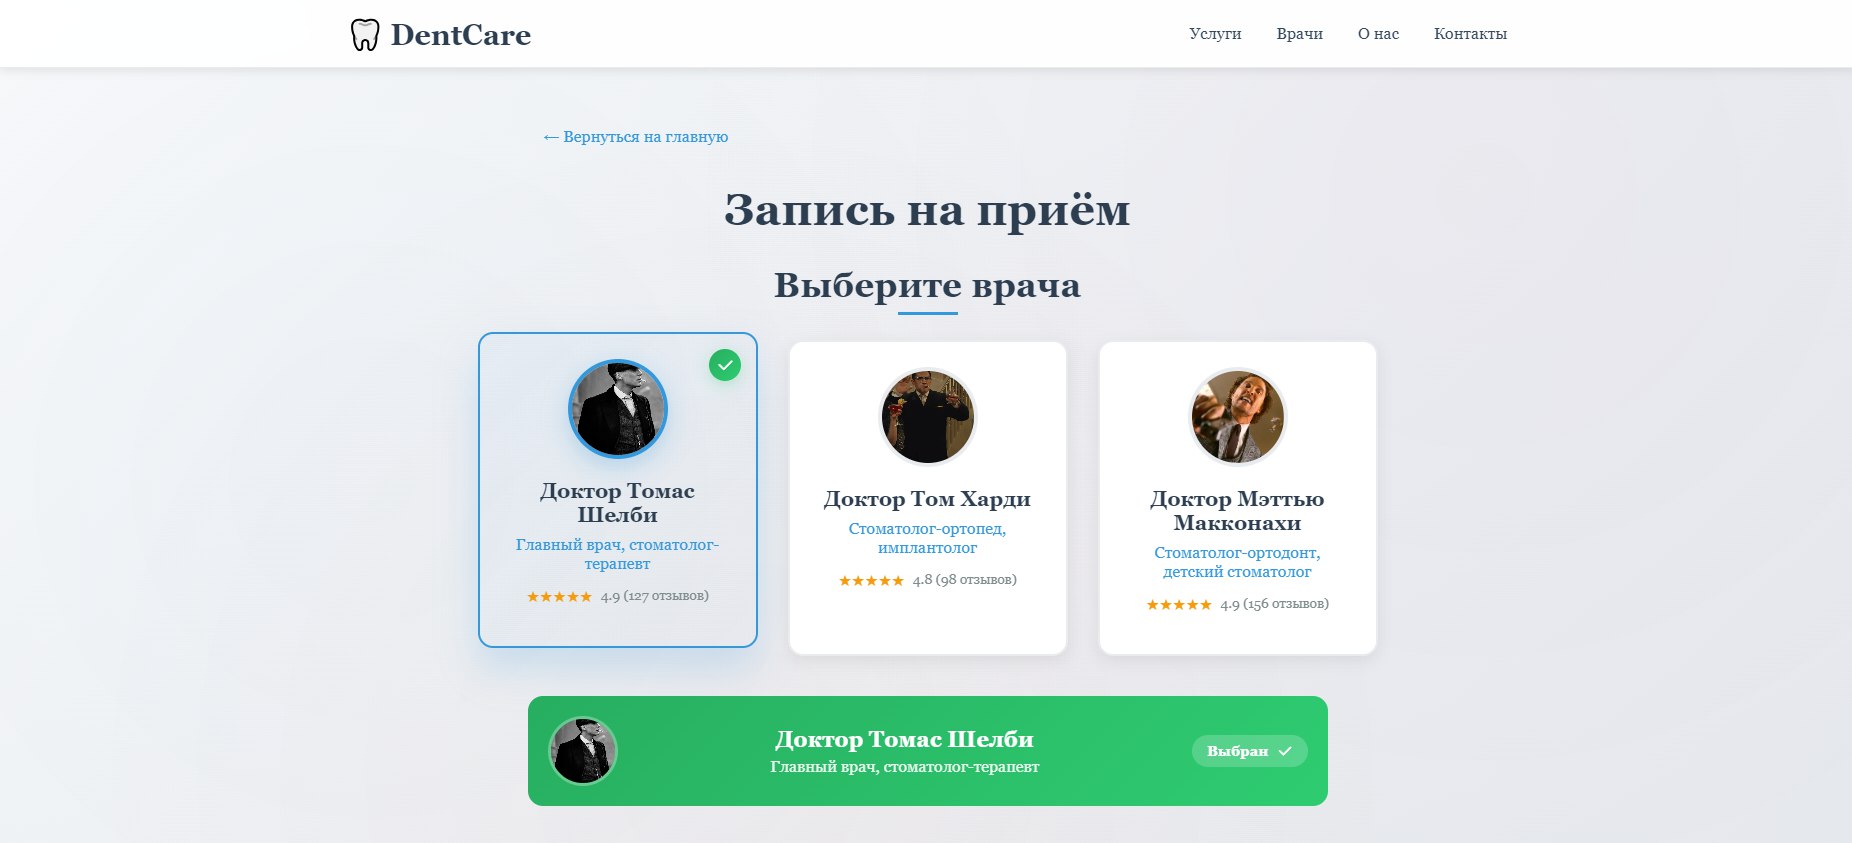 DentCare
Услуги Врачи О нас Контакты
← Вернуться на главную
Запись на приём
Выберите врача
Доктор Томас
Шелби
Главный врач, стоматолог-
терапевт
★★★★★ 4.9 (127 отзывов)
Доктор Том Харди
Стоматолог-ортопед,
имплантолог
★★★★★ 4.8 (98 отзывов)
Доктор Мэттью
Макконахи
Стоматолог-ортодонт,
детский стоматолог
★★★★★ 4.9 (156 отзывов)
Доктор Томас Шелби
Главный врач, стоматолог-терапевт
Выбран ✓